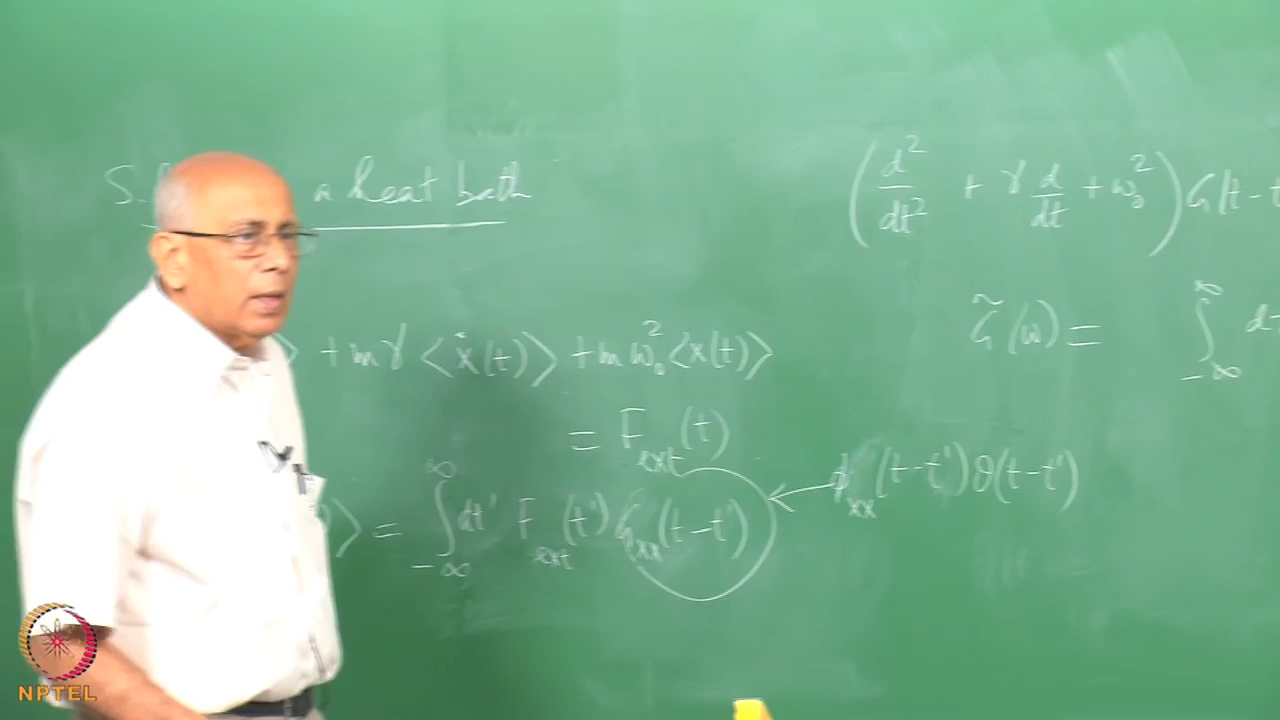 a heat bath
⟩ + mγ⟨ẋ(t)⟩ + mω₀²⟨x(t)⟩
= F_ext(t)
⟩ = ∫_{-∞}^{∞} dt' F_ext(t') G_xx(t-t')
(d²/dt² + γ d/dt + ω₀²) G(t-t
G̃(ω) = ∫_{-∞}^{∞} d
ϕ_xx(t-t')θ(t-t')
NPTEL